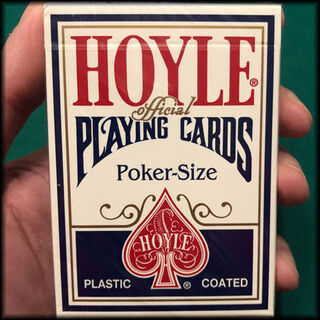 HOYLE®
official
PLAYING CARDS
Poker-Size
HOYLE
PLASTIC ® COATED